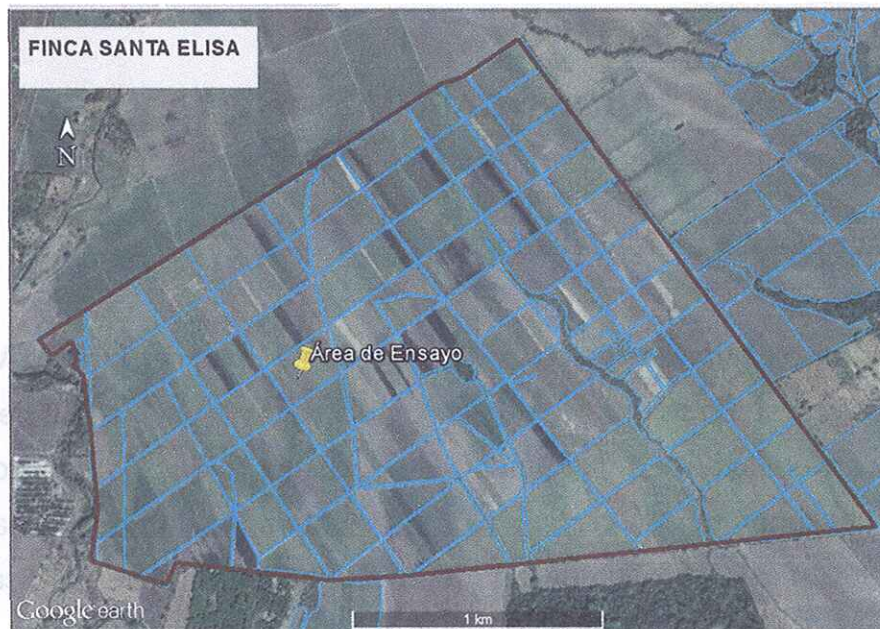 FINCA SANTA ELISA
N
Área de Ensayo
Google earth
1 km